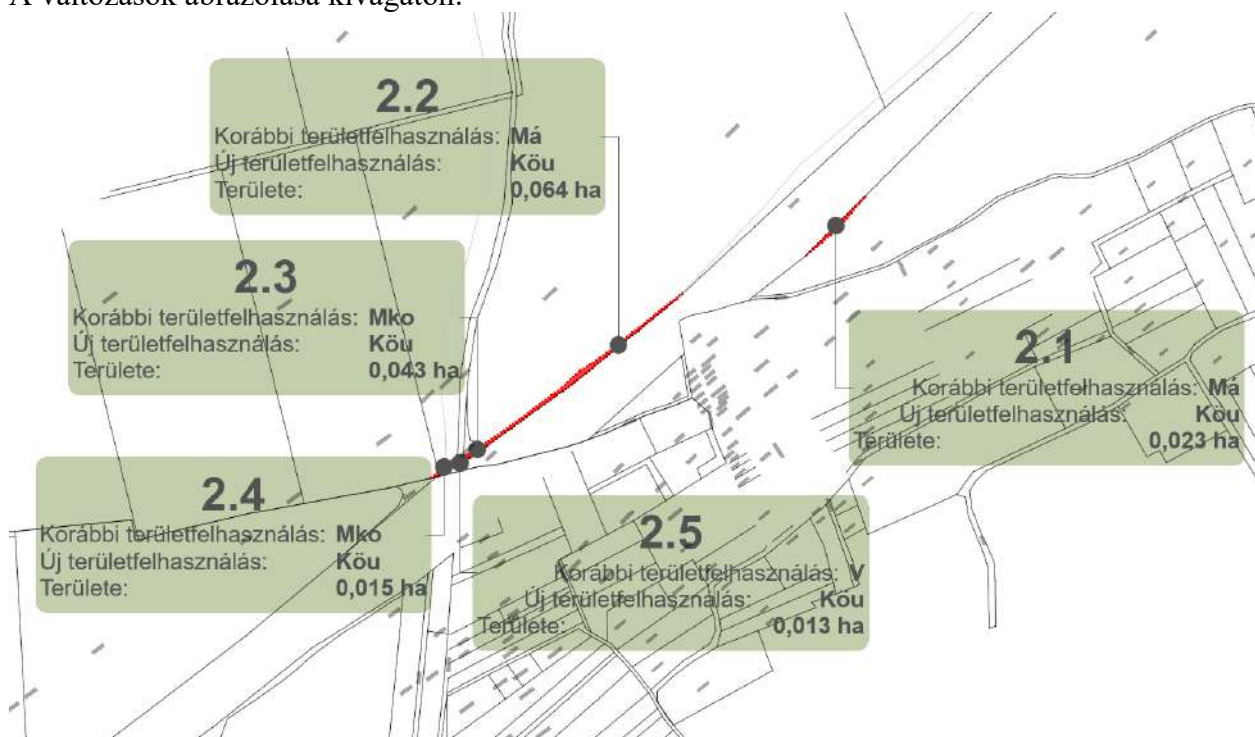 A változások ábrázolása kivágaton:
2.2
Korábbi területfelhasználás: Má
Új területfelhasználás: Köu
Területe: 0,064 ha
2.3
Korábbi területfelhasználás: Mko
Új területfelhasználás: Köu
Területe: 0,043 ha
2.1
Korábbi területfelhasználás: Má
Új területfelhasználás: Köu
Területe: 0,023 ha
2.4
Korábbi területfelhasználás: Mko
Új területfelhasználás: Köu
Területe: 0,015 ha
2.5
Korábbi területfelhasználás: V
Új területfelhasználás: Köu
Területe: 0,013 ha